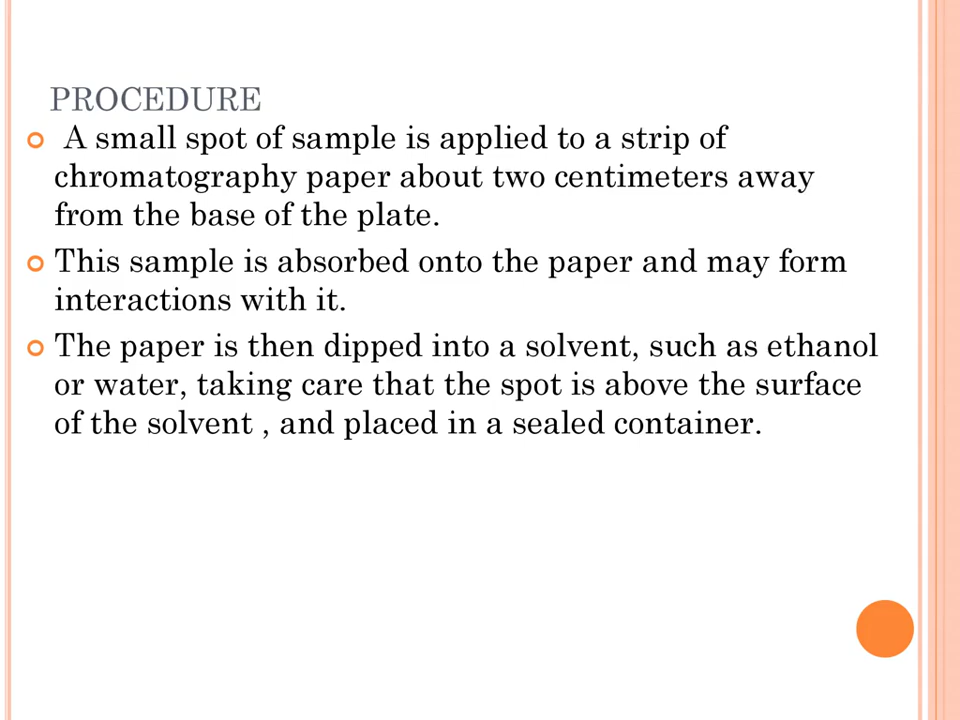 PROCEDURE
A small spot of sample is applied to a strip of
chromatography paper about two centimeters away
from the base of the plate.
This sample is absorbed onto the paper and may form
interactions with it.
The paper is then dipped into a solvent, such as ethanol
or water, taking care that the spot is above the surface
of the solvent , and placed in a sealed container.